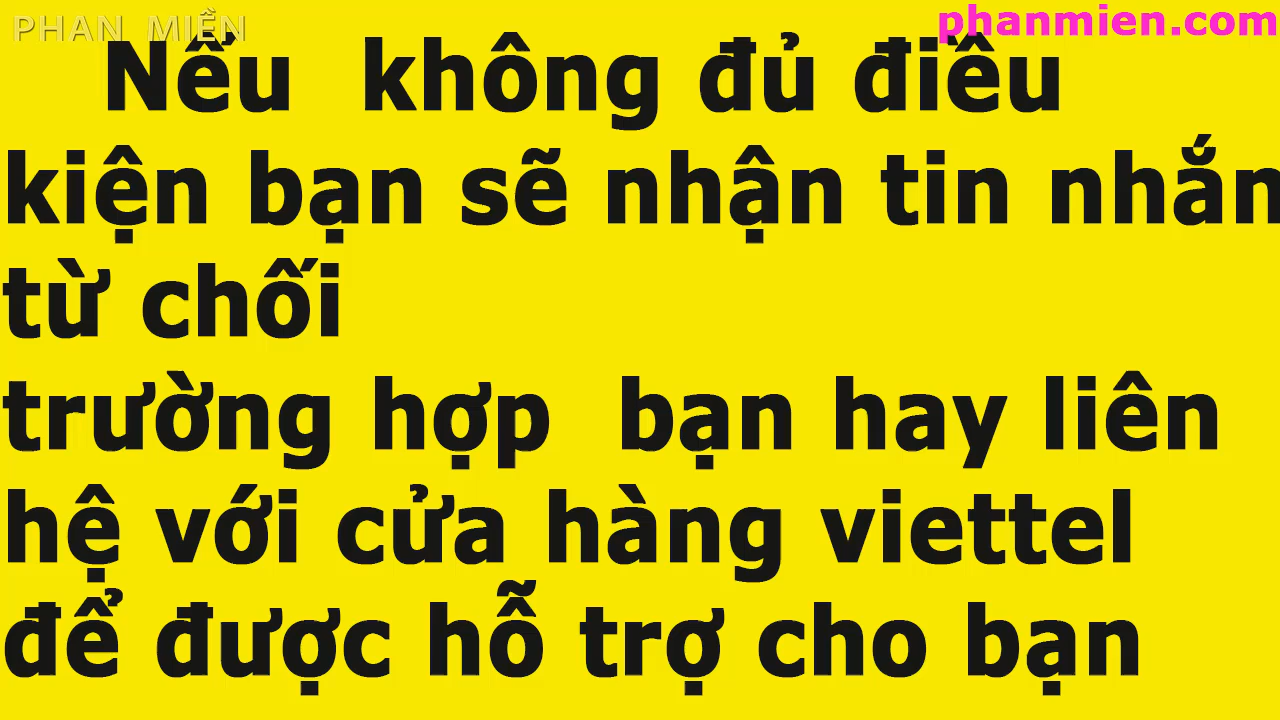 PHAN MIỀN
phanmien.com
Nểu không đủ điều
kiện bạn sẽ nhận tin nhắn
từ chối
trường hợp bạn hay liên
hệ với cửa hàng viettel
để được hỗ trợ cho bạn